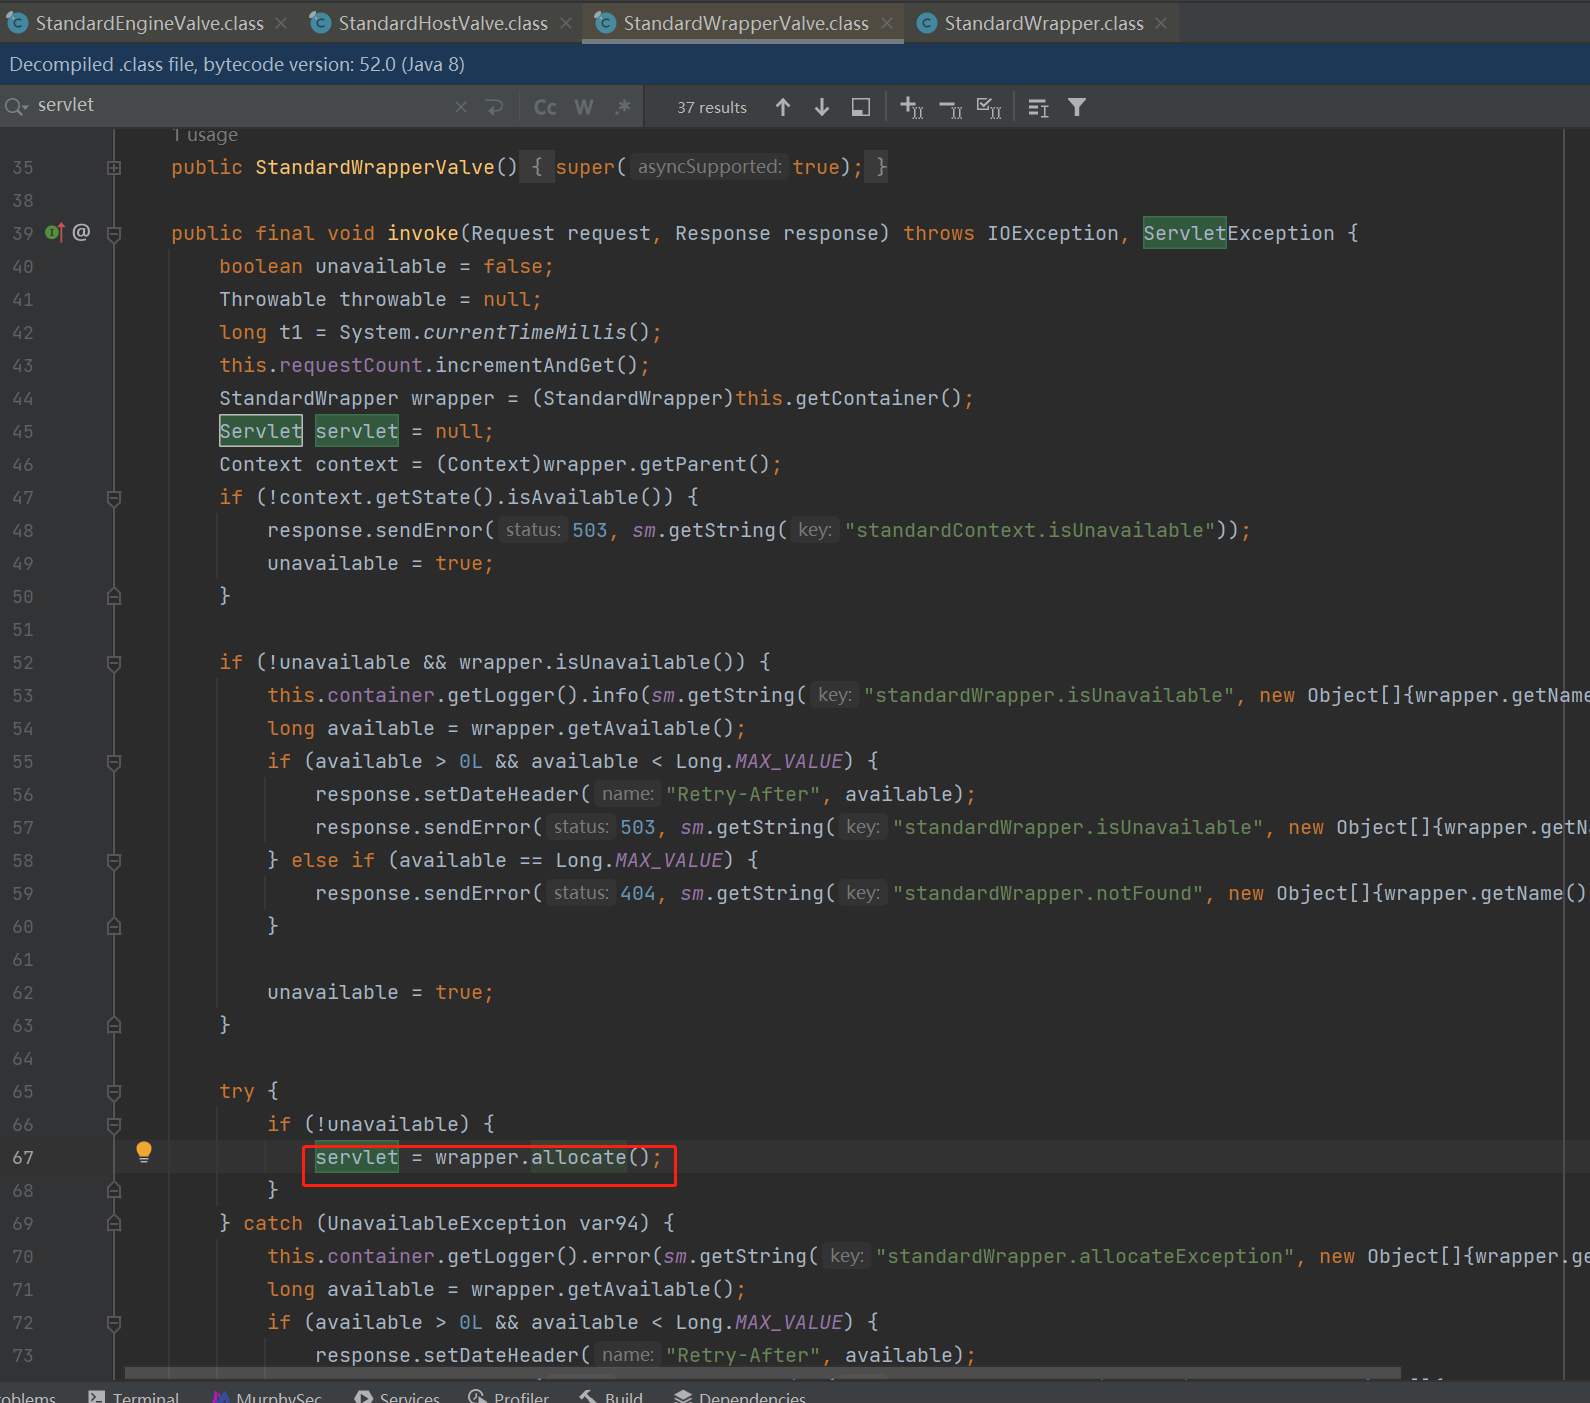 StandardEngineValve.class StandardHostValve.class StandardWrapperValve.class StandardWrapper.class
Decompiled .class file, bytecode version: 52.0 (Java 8)
servlet Cc W .* 37 results
1 usage
35 public StandardWrapperValve() { super( asyncSupported: true); }
38
39 @ public final void invoke(Request request, Response response) throws IOException, ServletException {
40 boolean unavailable = false;
41 Throwable throwable = null;
42 long t1 = System.currentTimeMillis();
43 this.requestCount.incrementAndGet();
44 StandardWrapper wrapper = (StandardWrapper)this.getContainer();
45 Servlet servlet = null;
46 Context context = (Context)wrapper.getParent();
47 if (!context.getState().isAvailable()) {
48 response.sendError( status: 503, sm.getString( key: "standardContext.isUnavailable"));
49 unavailable = true;
50 }
51
52 if (!unavailable && wrapper.isUnavailable()) {
53 this.container.getLogger().info(sm.getString( key: "standardWrapper.isUnavailable", new Object[]{wrapper.getName
54 long available = wrapper.getAvailable();
55 if (available > 0L && available < Long.MAX_VALUE) {
56 response.setDateHeader( name: "Retry-After", available);
57 response.sendError( status: 503, sm.getString( key: "standardWrapper.isUnavailable", new Object[]{wrapper.getN
58 } else if (available == Long.MAX_VALUE) {
59 response.sendError( status: 404, sm.getString( key: "standardWrapper.notFound", new Object[]{wrapper.getName()
60 }
61
62 unavailable = true;
63 }
64
65 try {
66 if (!unavailable) {
67 servlet = wrapper.allocate();
68 }
69 } catch (UnavailableException var94) {
70 this.container.getLogger().error(sm.getString( key: "standardWrapper.allocateException", new Object[]{wrapper.ge
71 long available = wrapper.getAvailable();
72 if (available > 0L && available < Long.MAX_VALUE) {
73 response.setDateHeader( name: "Retry-After", available);
oblems Terminal MurphySec Services Profiler Build Dependencies